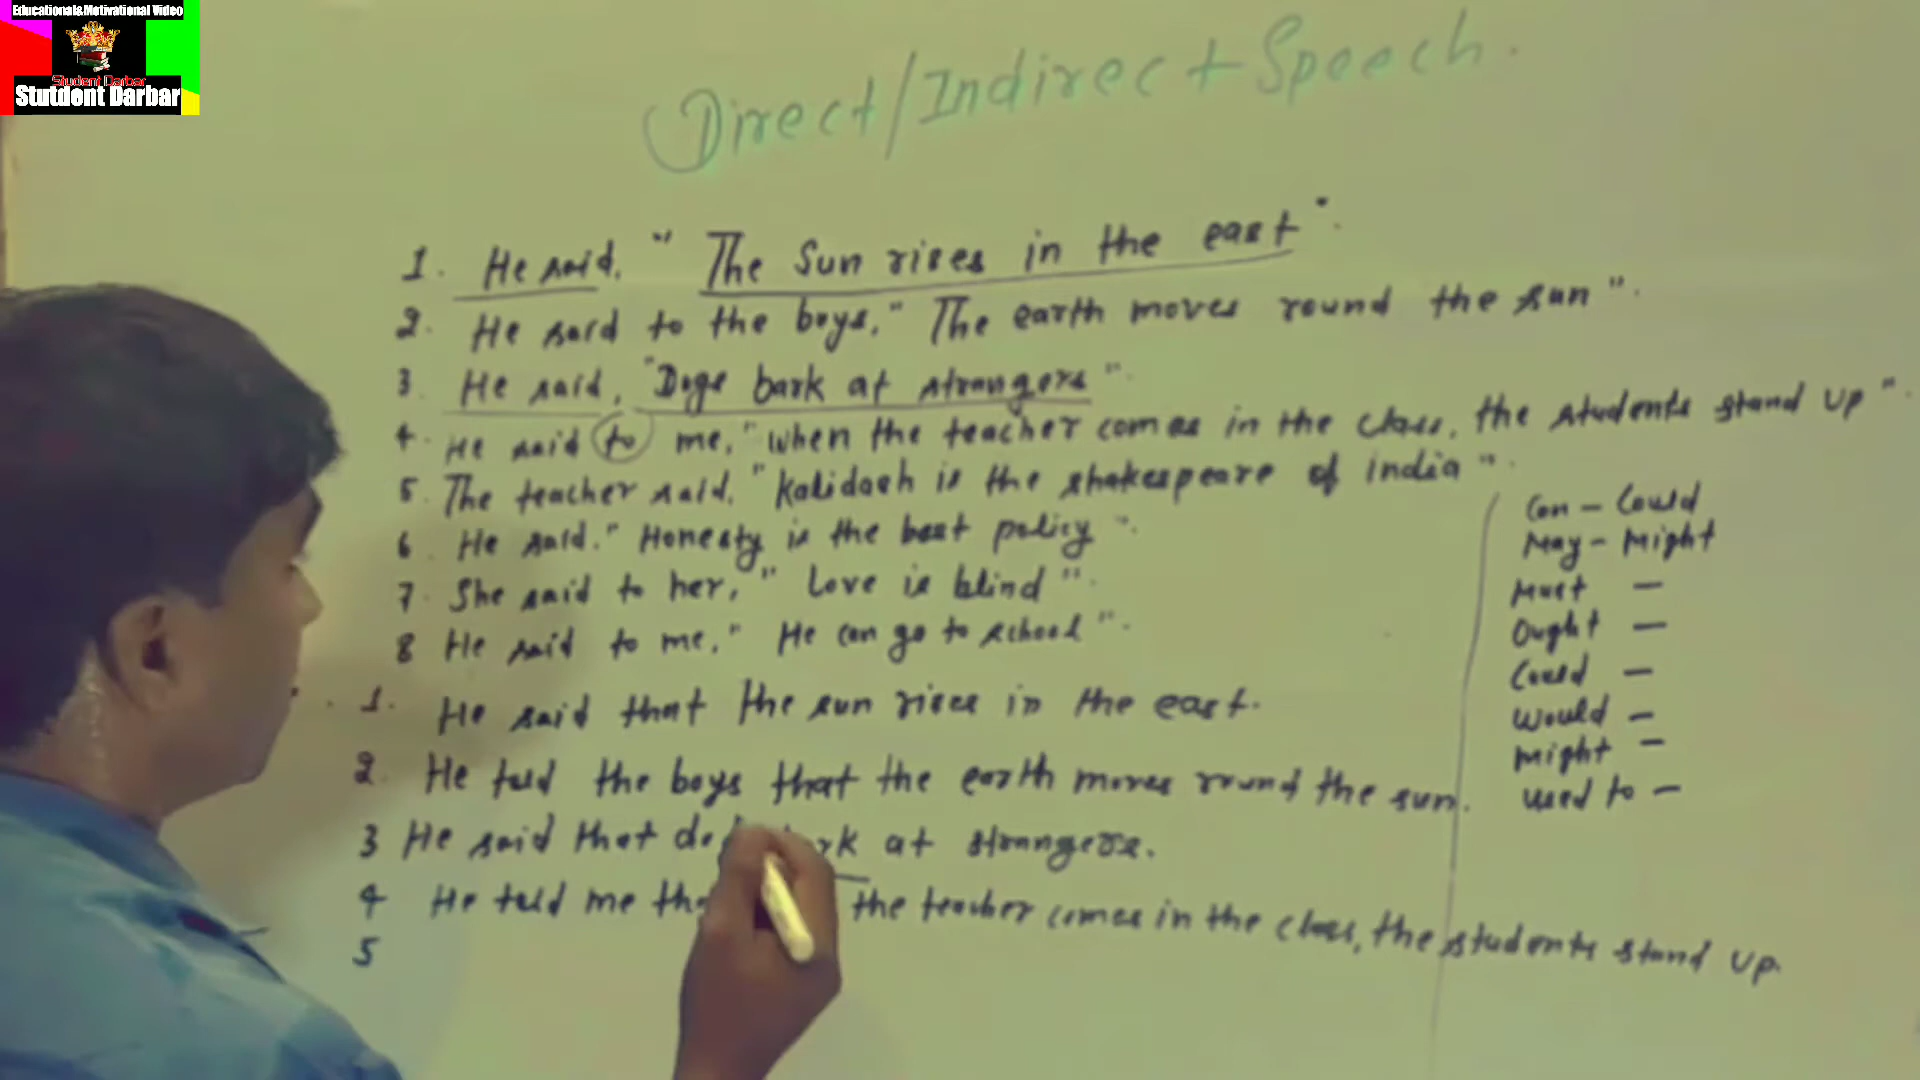 Educational&Motivational Video
Student Darbar
Stutdent Darbar
Direct/Indirect Speech.
1. He said, "The Sun rises in the east".
2. He said to the boys, "The earth moves round the sun".
3. He said, "Dogs bark at strangers".
4. He said to me, "when the teacher comes in the class, the students stand up".
5. The teacher said, "Kalidash is the shakespeare of india".
6. He said, "Honesty is the best policy".
7. She said to her, "Love is blind".
8 He said to me, "He can go to school".
1. He said that the sun rises in the east.
2. He told the boys that the earth moves round the sun.
3 He said that at strangers.
4 He told me the teacher comes in the class, the students stand up.
5
Can - Could
May - Might
Must -
Ought -
Could -
Would -
Might -
used to -